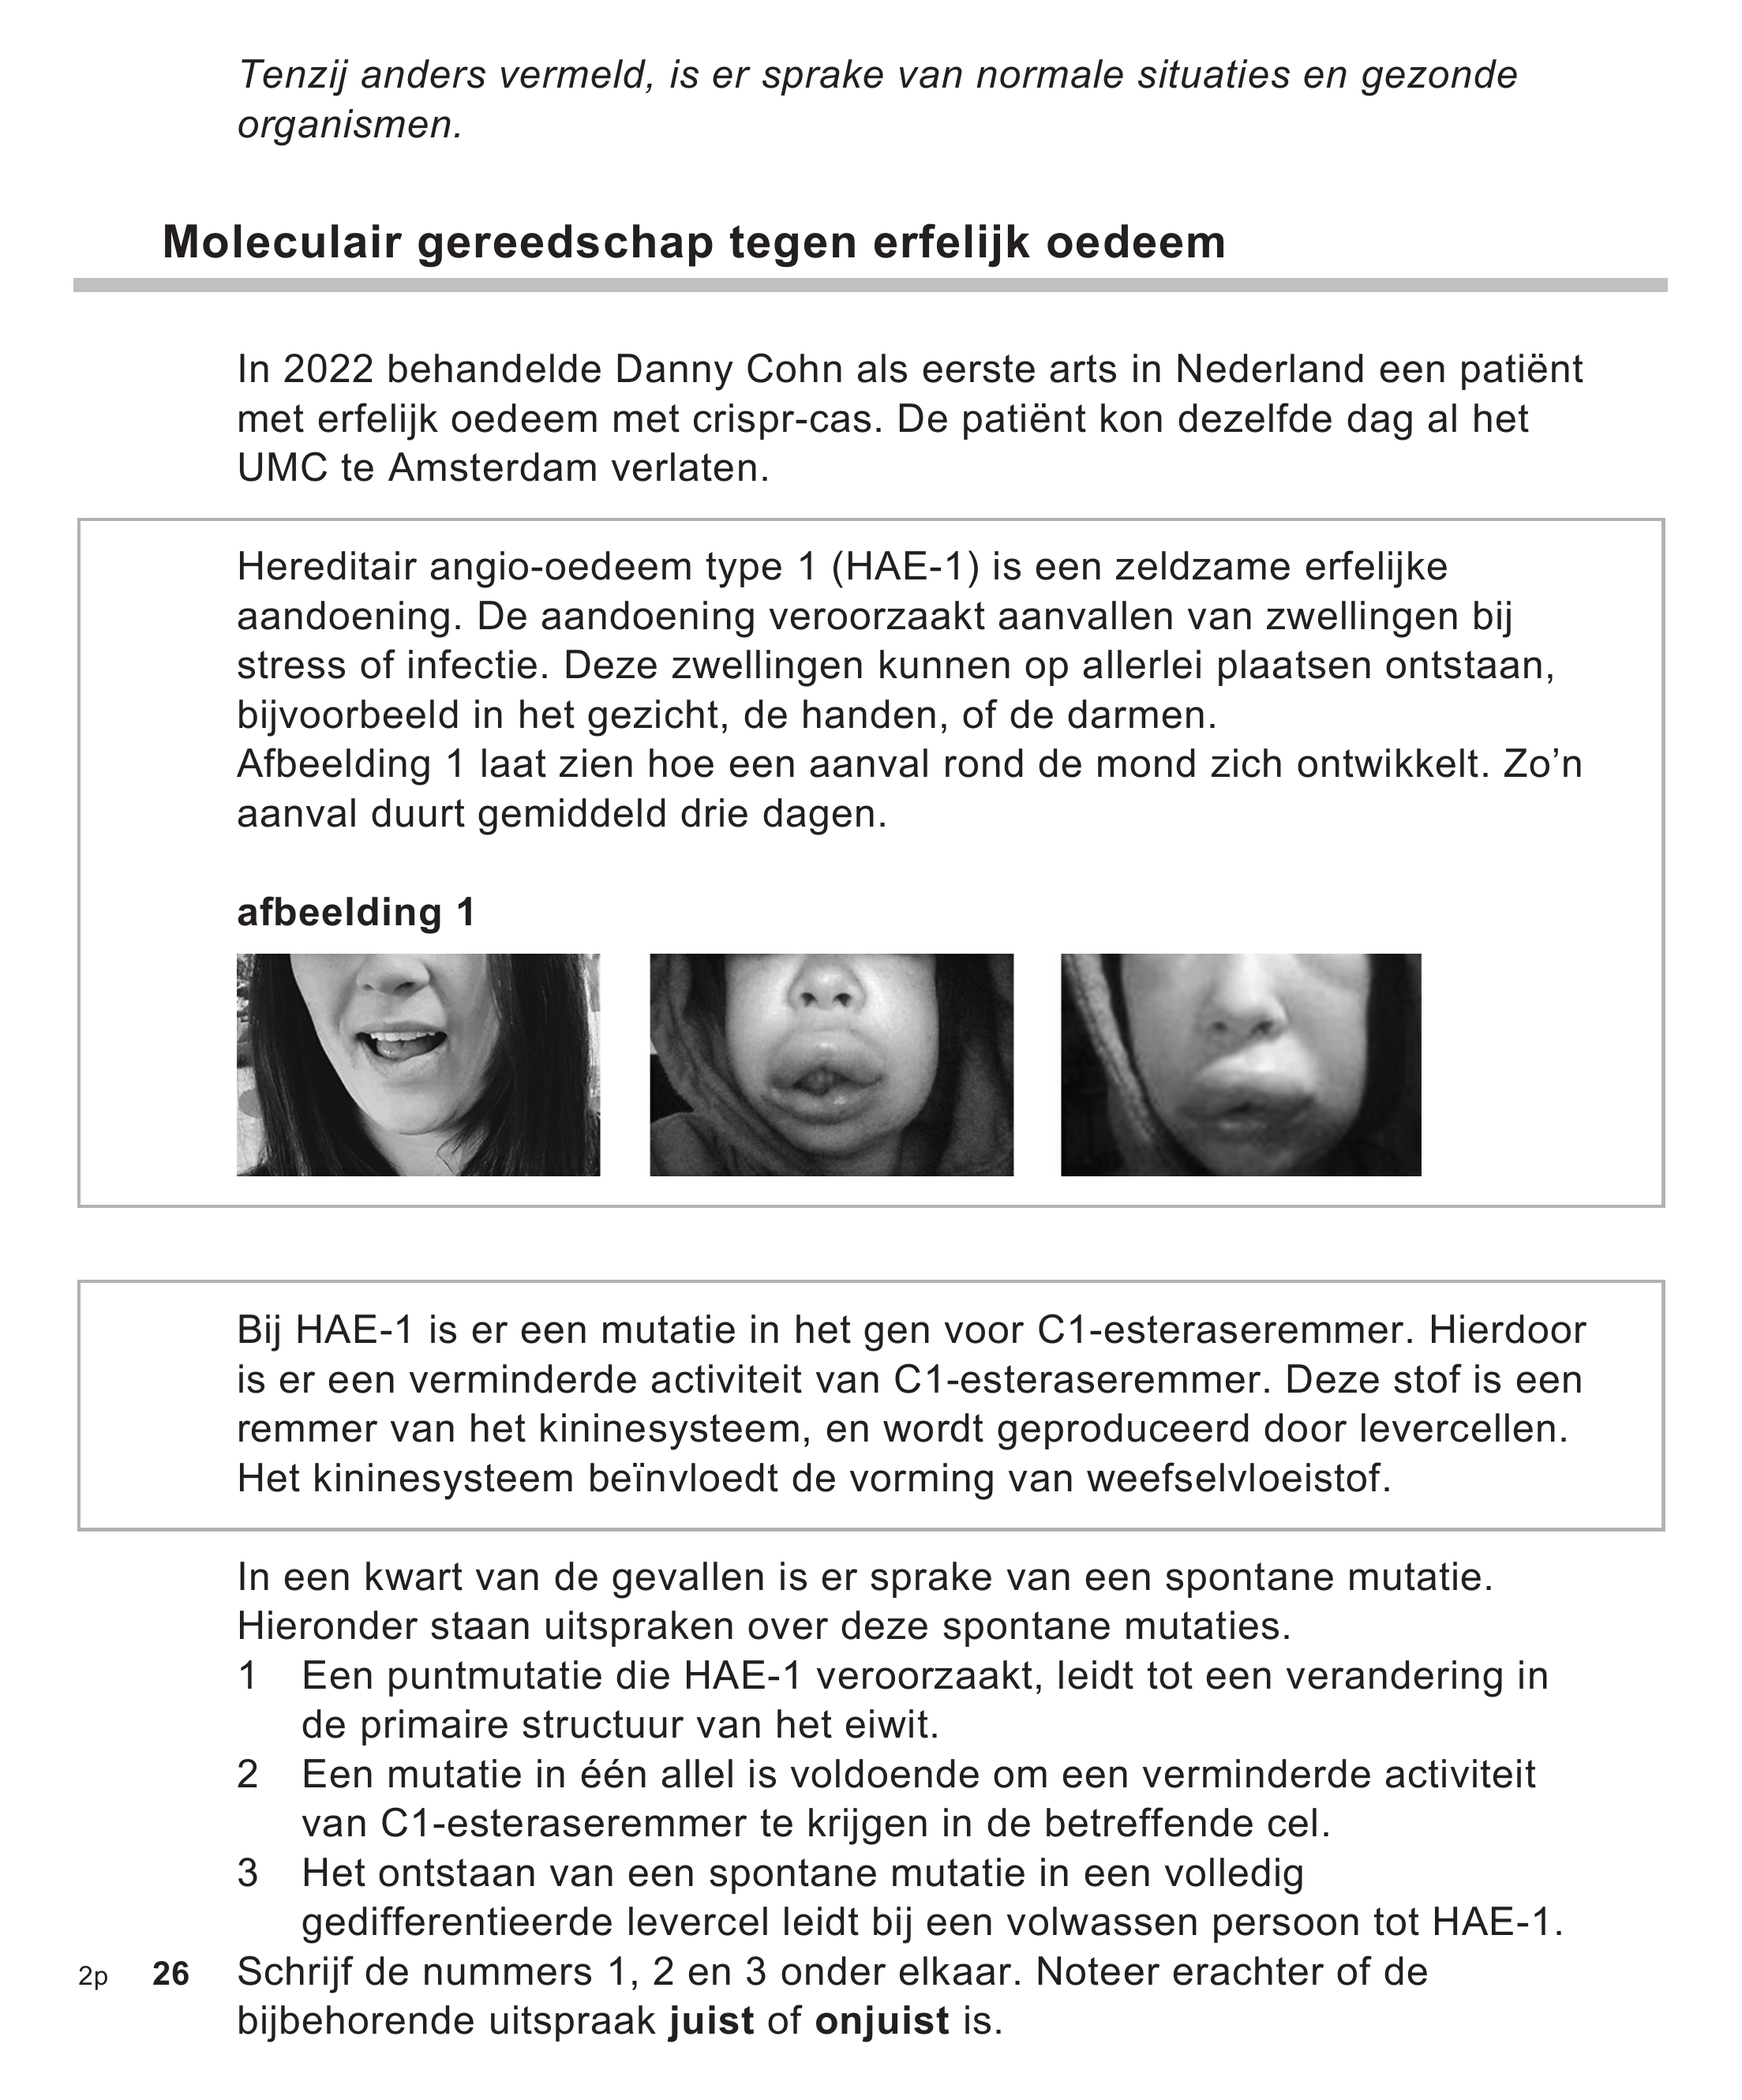 Tenzij anders vermeld, is er sprake van normale situaties en gezonde
organismen.
Moleculair gereedschap tegen erfelijk oedeem
In 2022 behandelde Danny Cohn als eerste arts in Nederland een patiënt
met erfelijk oedeem met crispr-cas. De patiënt kon dezelfde dag al het
UMC te Amsterdam verlaten.
Hereditair angio-oedeem type 1 (HAE-1) is een zeldzame erfelijke
aandoening. De aandoening veroorzaakt aanvallen van zwellingen bij
stress of infectie. Deze zwellingen kunnen op allerlei plaatsen ontstaan,
bijvoorbeeld in het gezicht, de handen, of de darmen.
Afbeelding 1 laat zien hoe een aanval rond de mond zich ontwikkelt. Zo’n
aanval duurt gemiddeld drie dagen.
afbeelding 1
Bij HAE-1 is er een mutatie in het gen voor C1-esteraseremmer. Hierdoor
is er een verminderde activiteit van C1-esteraseremmer. Deze stof is een
remmer van het kininesysteem, en wordt geproduceerd door levercellen.
Het kininesysteem beïnvloedt de vorming van weefselvloeistof.
In een kwart van de gevallen is er sprake van een spontane mutatie.
Hieronder staan uitspraken over deze spontane mutaties.
1 Een puntmutatie die HAE-1 veroorzaakt, leidt tot een verandering in
de primaire structuur van het eiwit.
2 Een mutatie in één allel is voldoende om een verminderde activiteit
van C1-esteraseremmer te krijgen in de betreffende cel.
3 Het ontstaan van een spontane mutatie in een volledig
gedifferentieerde levercel leidt bij een volwassen persoon tot HAE-1.
2p 26 Schrijf de nummers 1, 2 en 3 onder elkaar. Noteer erachter of de
bijbehorende uitspraak juist of onjuist is.